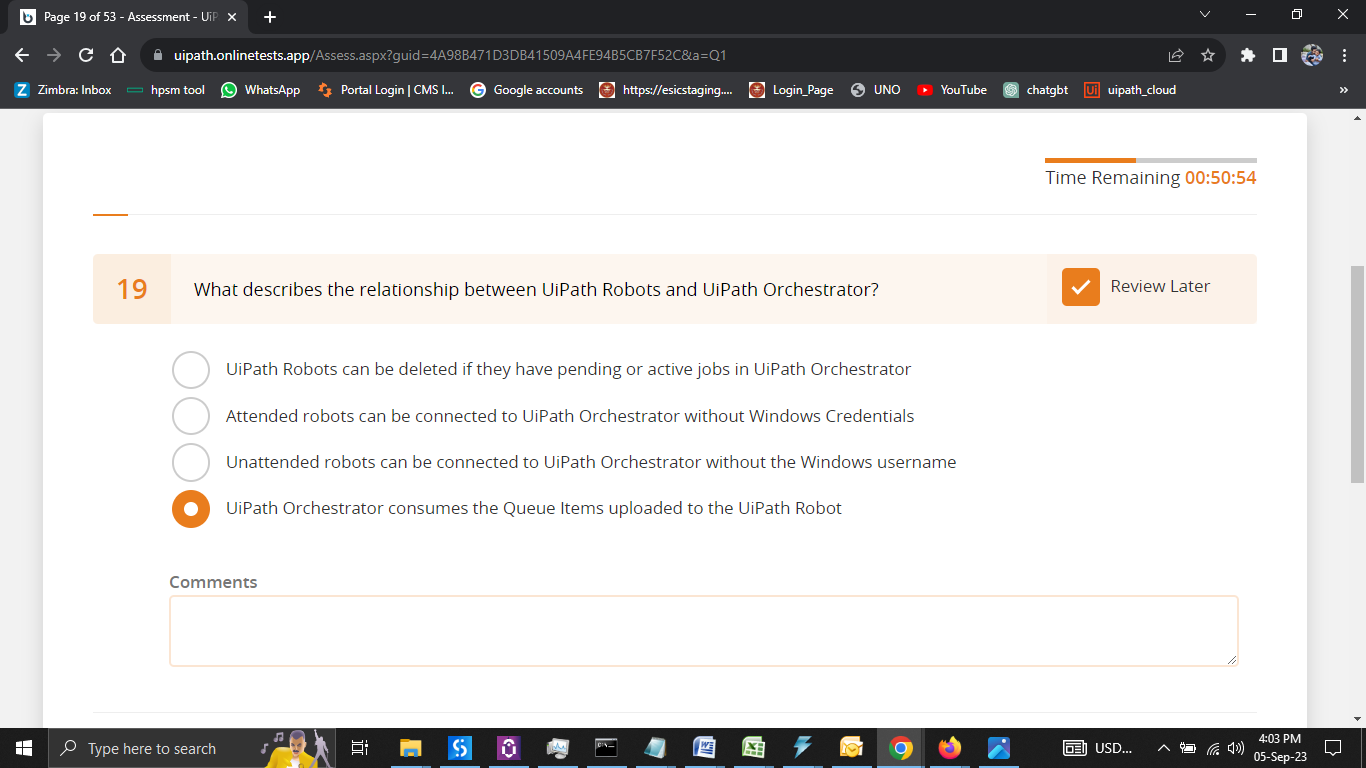 Page 19 of 53 - Assessment - UiP
uipath.onlinetests.app/Assess.aspx?guid=4A98B471D3DB41509A4FE94B5CB7F52C&a=Q1
Zimbra: Inbox hpsm tool WhatsApp Portal Login | CMS I... Google accounts https://esicstaging.... Login_Page UNO YouTube chatgbt Ui uipath_cloud »
Time Remaining 00:50:54
19 What describes the relationship between UiPath Robots and UiPath Orchestrator? Review Later
UiPath Robots can be deleted if they have pending or active jobs in UiPath Orchestrator
Attended robots can be connected to UiPath Orchestrator without Windows Credentials
Unattended robots can be connected to UiPath Orchestrator without the Windows username
UiPath Orchestrator consumes the Queue Items uploaded to the UiPath Robot
Comments
Type here to search
USD...
4:03 PM
05-Sep-23